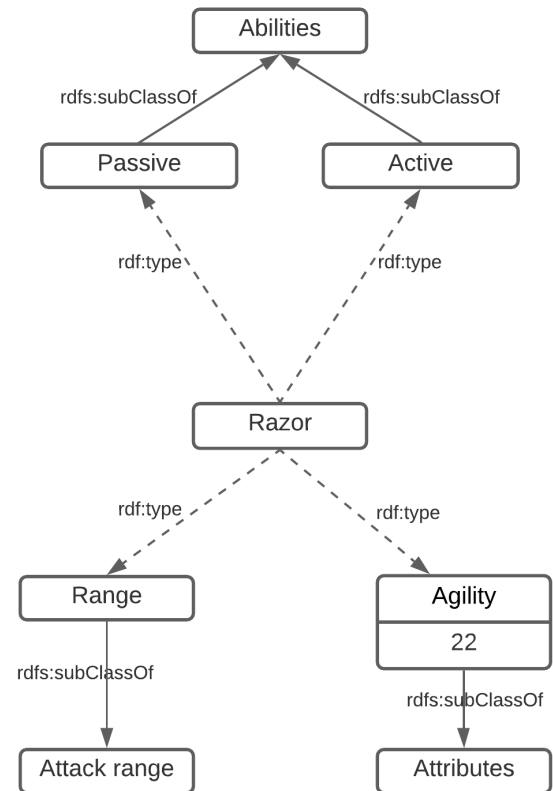 Abilities
rdfs:subClassOf
rdfs:subClassOf
Passive
Active
rdf:type
rdf:type
Razor
rdf:type
rdf:type
Range
Agility
22
rdfs:subClassOf
rdfs:subClassOf
Attack range
Attributes